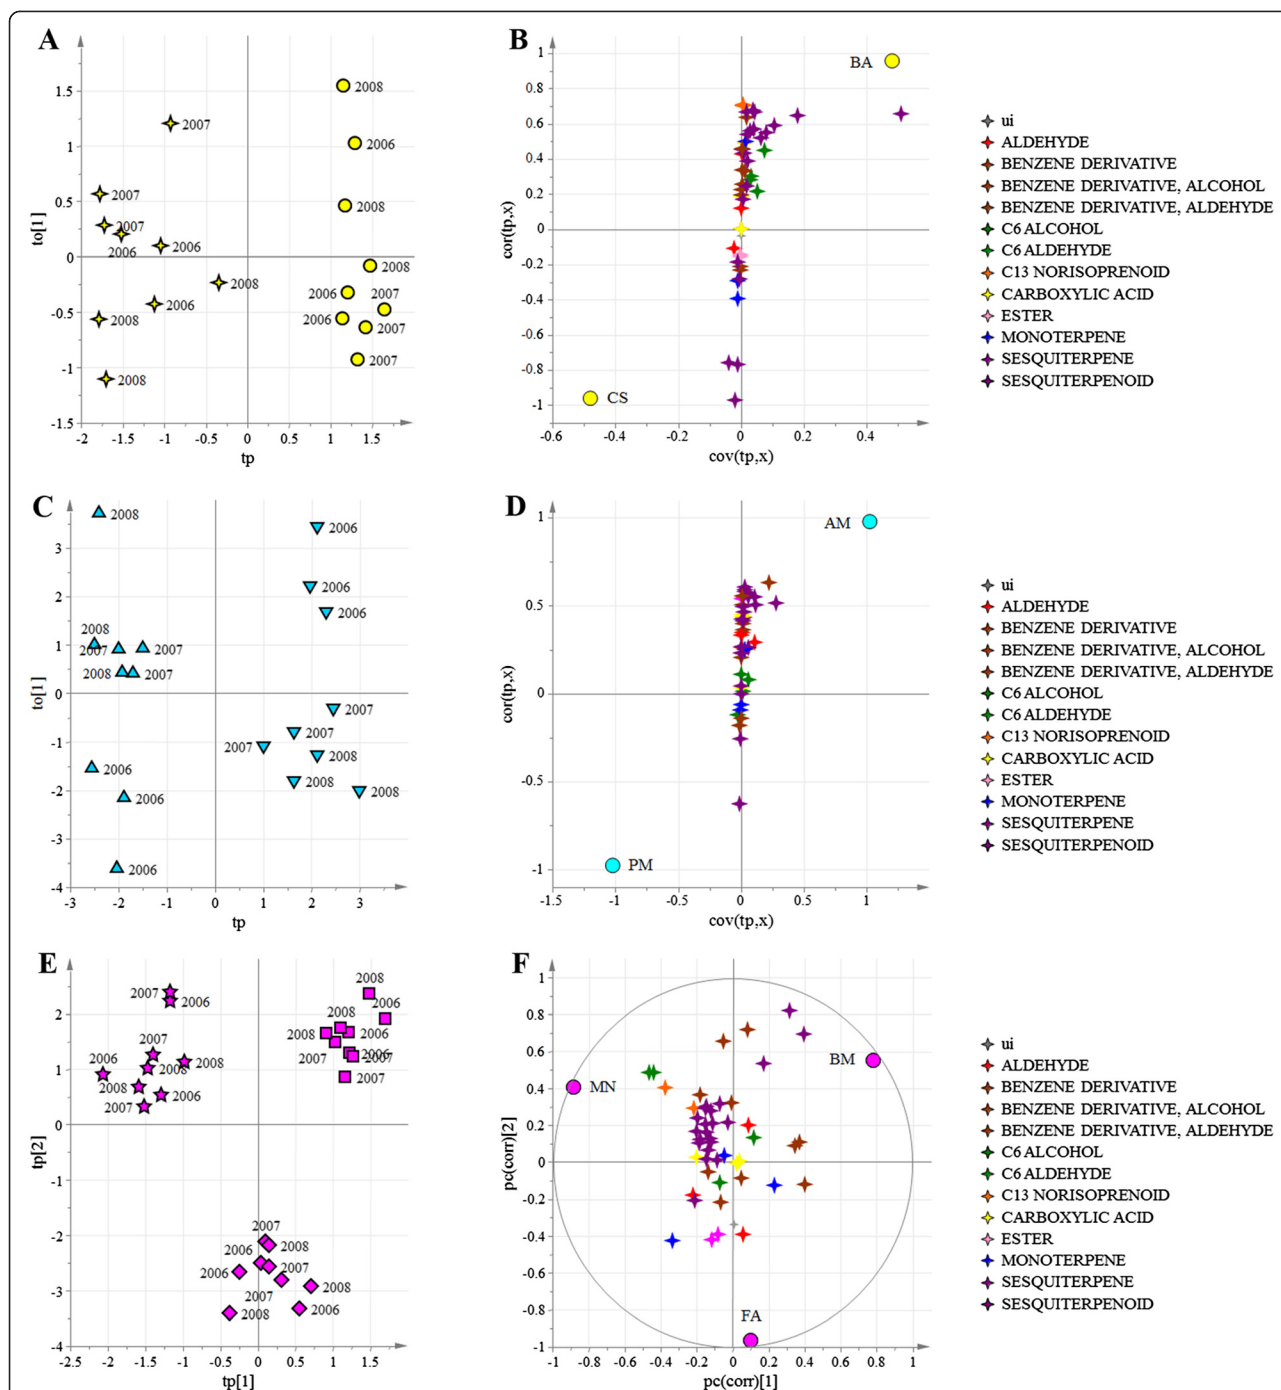 A
to[1]
1.5
1
0.5
0
-0.5
-1
-1.5
2007
2007
2007
2006
2006
2008
2006
2008
2008
2008
2006
2008
2008
2006
2007
2006
2007
2007
-2
-1.5
-1
-0.5
0
0.5
1
1.5
tp
B
cor(tp,x)
1
0.8
0.6
0.4
0.2
0
-0.2
-0.4
-0.6
-0.8
-1
BA
CS
-0.6
-0.4
-0.2
0
0.2
0.4
cov(tp,x)
ui
ALDEHYDE
BENZENE DERIVATIVE
BENZENE DERIVATIVE, ALCOHOL
BENZENE DERIVATIVE, ALDEHYDE
C6 ALCOHOL
C6 ALDEHYDE
C13 NORISOPRENOID
CARBOXYLIC ACID
ESTER
MONOTERPENE
SESQUITERPENE
SESQUITERPENOID
C
to[1]
3
2
1
0
-1
-2
-3
-4
2008
2006
2006
2006
2008
2007
2007
2008
2007
2007
2007
2007
2008
2006
2008
2008
2006
2006
-3
-2
-1
0
1
2
3
tp
D
cor(tp,x)
1
0.5
0
-0.5
-1
AM
PM
-1.5
-1
-0.5
0
0.5
1
cov(tp,x)
ui
ALDEHYDE
BENZENE DERIVATIVE
BENZENE DERIVATIVE, ALCOHOL
BENZENE DERIVATIVE, ALDEHYDE
C6 ALCOHOL
C6 ALDEHYDE
C13 NORISOPRENOID
CARBOXYLIC ACID
ESTER
MONOTERPENE
SESQUITERPENE
SESQUITERPENOID
E
tp[2]
2
1
0
-1
-2
-3
-4
2007
2006
2007
2006
2008
2008
2008
2006
2007
2008
2006
2008
2008
2006
2007
2006
2007
2007
2007
2006
2008
2006
2007
2008
2007
2008
2006
-2.5
-2
-1.5
-1
-0.5
0
0.5
1
1.5
tp[1]
F
pc(corr)[2]
1
0.8
0.6
0.4
0.2
0
-0.2
-0.4
-0.6
-0.8
-1
MN
BM
FA
-1
-0.8
-0.6
-0.4
-0.2
0
0.2
0.4
0.6
0.8
1
pc(corr)[1]
ui
ALDEHYDE
BENZENE DERIVATIVE
BENZENE DERIVATIVE, ALCOHOL
BENZENE DERIVATIVE, ALDEHYDE
C6 ALCOHOL
C6 ALDEHYDE
C13 NORISOPRENOID
CARBOXYLIC ACID
ESTER
MONOTERPENE
SESQUITERPENE
SESQUITERPENOID